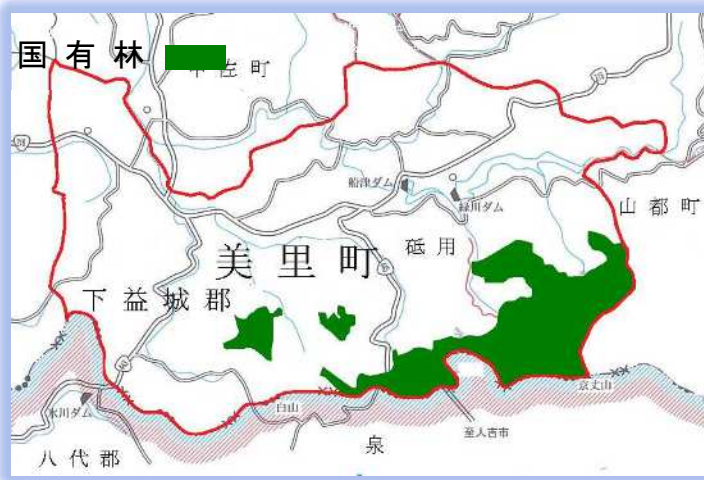 国有林
甲佐町
船津ダム
緑川ダム
山都町
砥用
美里町
下益城郡
氷川ダム
白山
京丈山
泉
至人吉市
八代郡